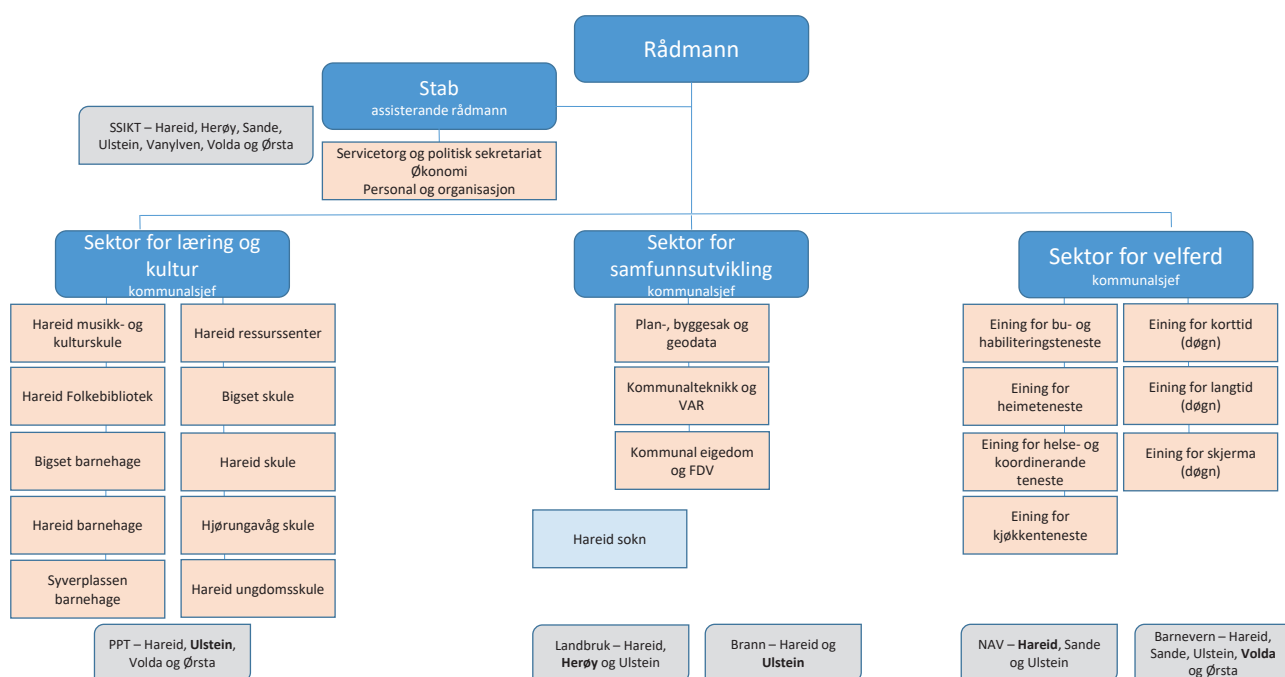 Rådmann
Stab
assisterande rådmann
SSIKT – Hareid, Herøy, Sande,
Ulstein, Vanylven, Volda og Ørsta
Servicetorg og politisk sekretariat
Økonomi
Personal og organisasjon
Sektor for læring og
kultur
kommunalsjef
Hareid musikk- og
kulturskule
Hareid Folkebibliotek
Bigset barnehage
Hareid barnehage
Syverplassen
barnehage
Hareid ressurssenter
Bigset skule
Hareid skule
Hjørungavåg skule
Hareid ungdomsskule
PPT – Hareid, Ulstein,
Volda og Ørsta
Sektor for
samfunnsutvikling
kommunalsjef
Plan-, byggesak og
geodata
Kommunalteknikk og
VAR
Kommunal eigedom
og FDV
Hareid sokn
Landbruk – Hareid,
Herøy og Ulstein
Brann – Hareid og
Ulstein
Sektor for velferd
kommunalsjef
Eining for bu- og
habiliteringsteneste
Eining for
heimeteneste
Eining for helse- og
koordinerande
teneste
Eining for
kjøkkenteneste
Eining for korttid
(døgn)
Eining for langtid
(døgn)
Eining for skjerma
(døgn)
NAV – Hareid, Sande
og Ulstein
Barnevern – Hareid,
Sande, Ulstein, Volda
og Ørsta